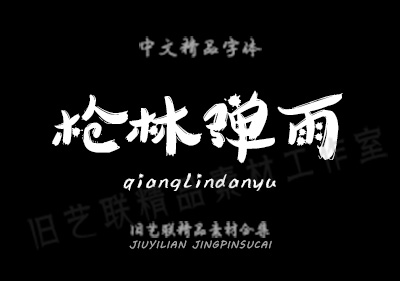 中文精品字体
枪林弹雨
qianglindanyu
旧艺联精品素材工作室
旧艺联精品素材合集
JIUYILIAN JINGPINSUCAI